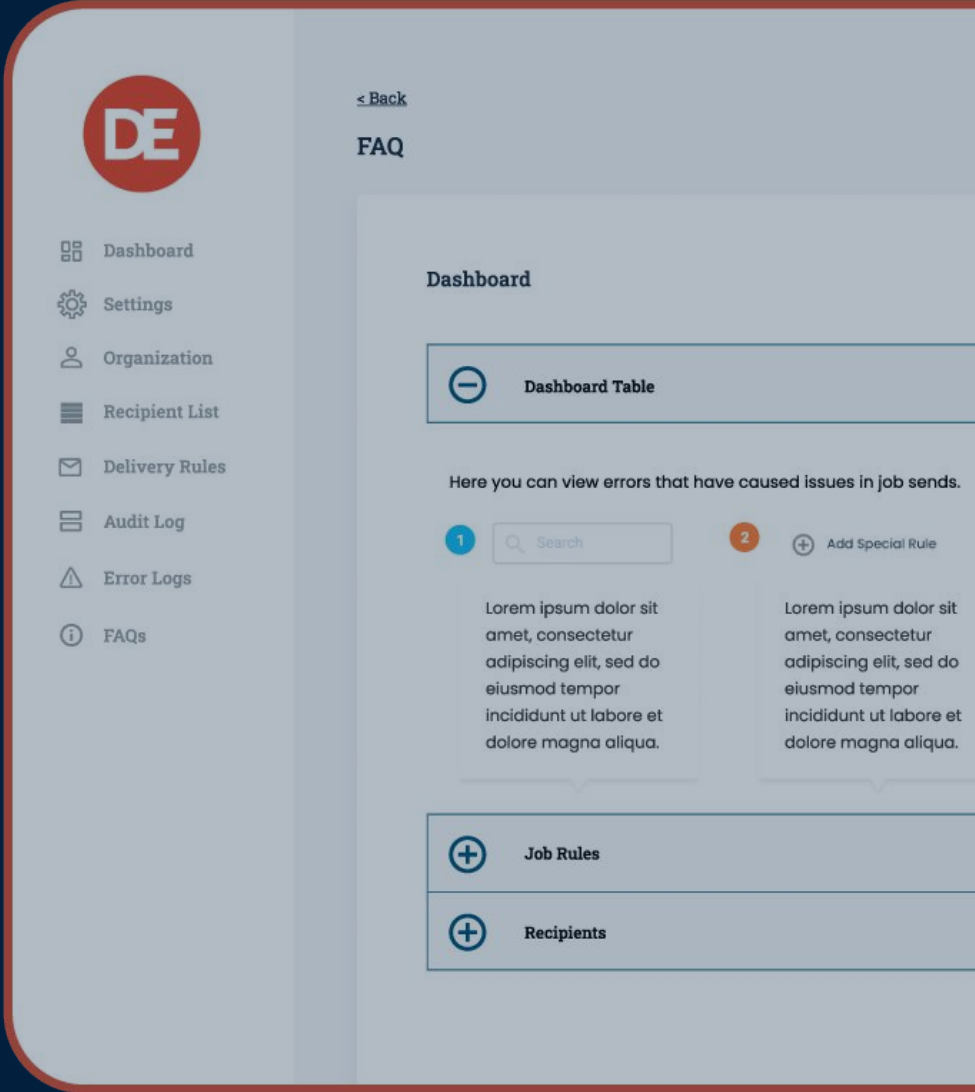 DE
Dashboard
Settings
Organization
Recipient List
Delivery Rules
Audit Log
Error Logs
FAQs
< Back
FAQ
Dashboard
Dashboard Table
Here you can view errors that have caused issues in job sends.
1
Search
Lorem ipsum dolor sit
amet, consectetur
adipiscing elit, sed do
eiusmod tempor
incididunt ut labore et
dolore magna aliqua.
2
Add Special Rule
Lorem ipsum dolor sit
amet, consectetur
adipiscing elit, sed do
eiusmod tempor
incididunt ut labore et
dolore magna aliqua.
Job Rules
Recipients